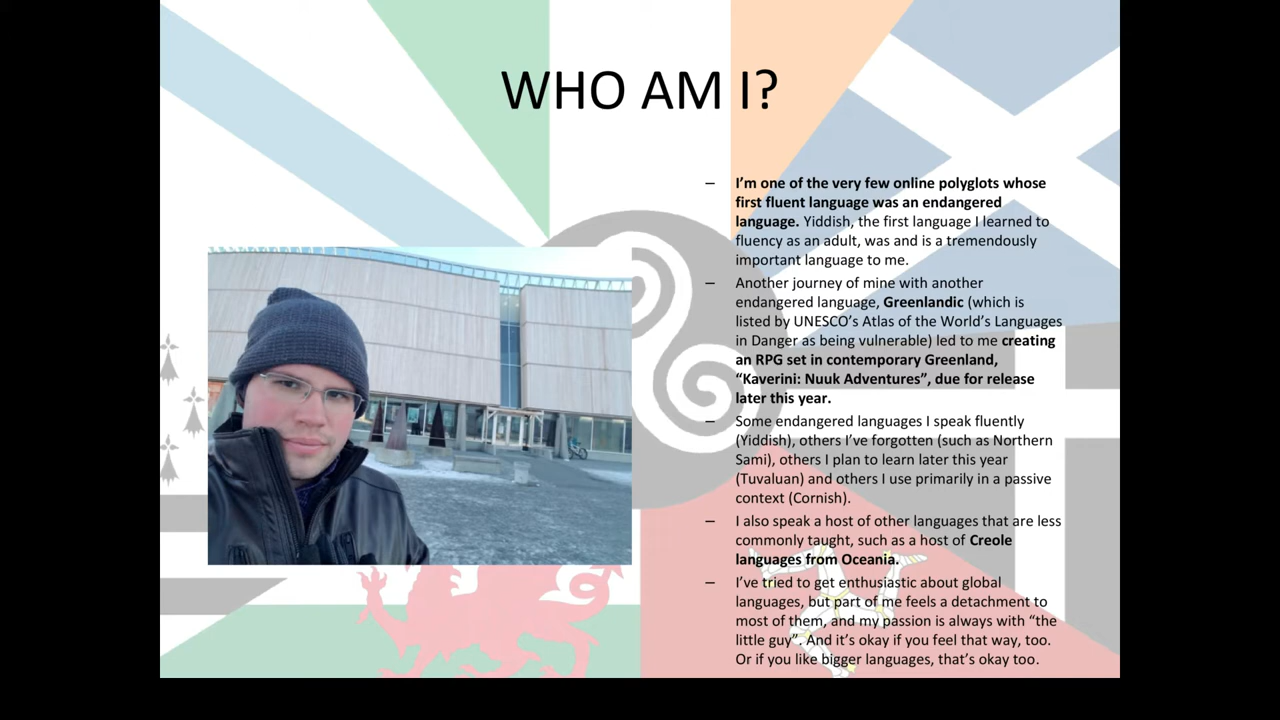 WHO AM I?
– I’m one of the very few online polyglots whose
first fluent language was an endangered
language. Yiddish, the first language I learned to
fluency as an adult, was and is a tremendously
important language to me.
– Another journey of mine with another
endangered language, Greenlandic (which is
listed by UNESCO’s Atlas of the World’s Languages
in Danger as being vulnerable) led to me creating
an RPG set in contemporary Greenland,
“Kaverini: Nuuk Adventures”, due for release
later this year.
– Some endangered languages I speak fluently
(Yiddish), others I’ve forgotten (such as Northern
Sami), others I plan to learn later this year
(Tuvaluan) and others I use primarily in a passive
context (Cornish).
– I also speak a host of other languages that are less
commonly taught, such as a host of Creole
languages from Oceania.
– I’ve tried to get enthusiastic about global
languages, but part of me feels a detachment to
most of them, and my passion is always with “the
little guy”. And it’s okay if you feel that way, too.
Or if you like bigger languages, that’s okay too.